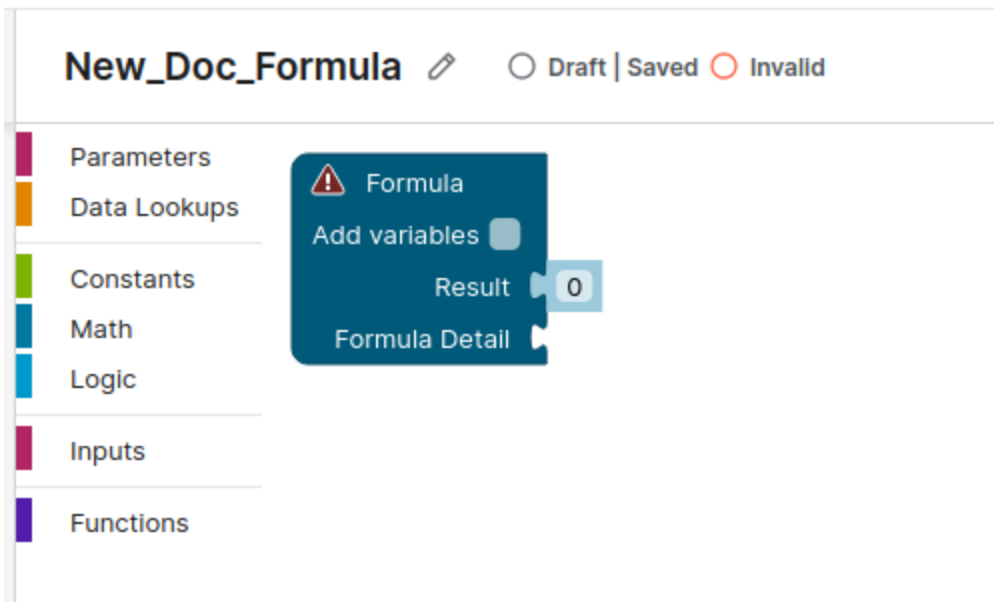 New_Doc_Formula Draft | Saved Invalid
Parameters
Data Lookups
Constants
Math
Logic
Inputs
Functions
Formula
Add variables
Result 0
Formula Detail